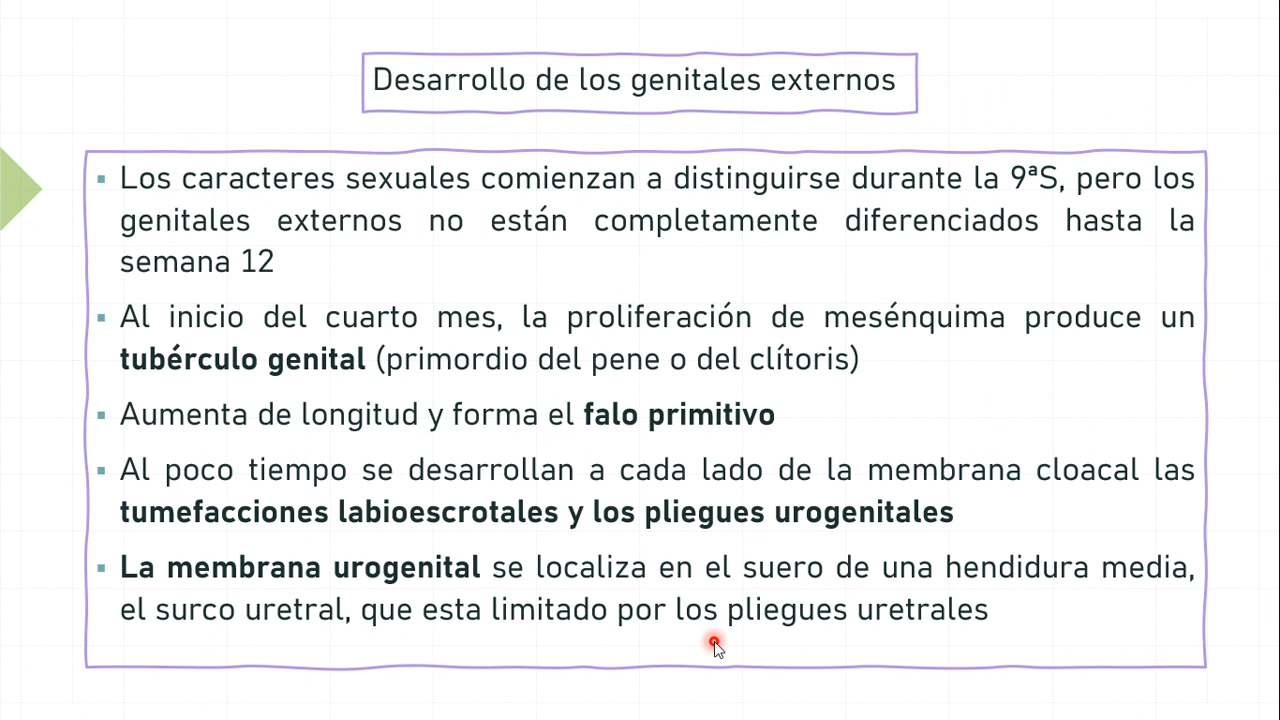 Desarrollo de los genitales externos
▪ Los caracteres sexuales comienzan a distinguirse durante la 9ªS, pero los
genitales externos no están completamente diferenciados hasta la
semana 12
▪ Al inicio del cuarto mes, la proliferación de mesénquima produce un
tubérculo genital (primordio del pene o del clítoris)
▪ Aumenta de longitud y forma el falo primitivo
▪ Al poco tiempo se desarrollan a cada lado de la membrana cloacal las
tumefacciones labioescrotales y los pliegues urogenitales
▪ La membrana urogenital se localiza en el suero de una hendidura media,
el surco uretral, que esta limitado por los pliegues uretrales